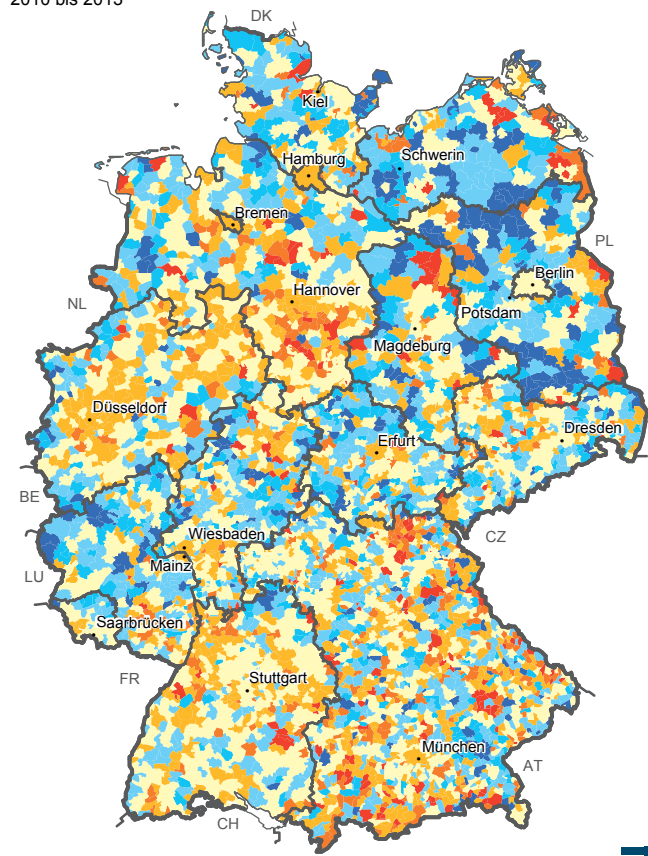 2010 bis 2015
DK
Kiel
Hamburg
Schwerin
Bremen
PL
Berlin
NL
Hannover
Potsdam
Magdeburg
Düsseldorf
Dresden
Erfurt
BE
Wiesbaden
CZ
Mainz
LU
Saarbrücken
FR
Stuttgart
München
AT
CH